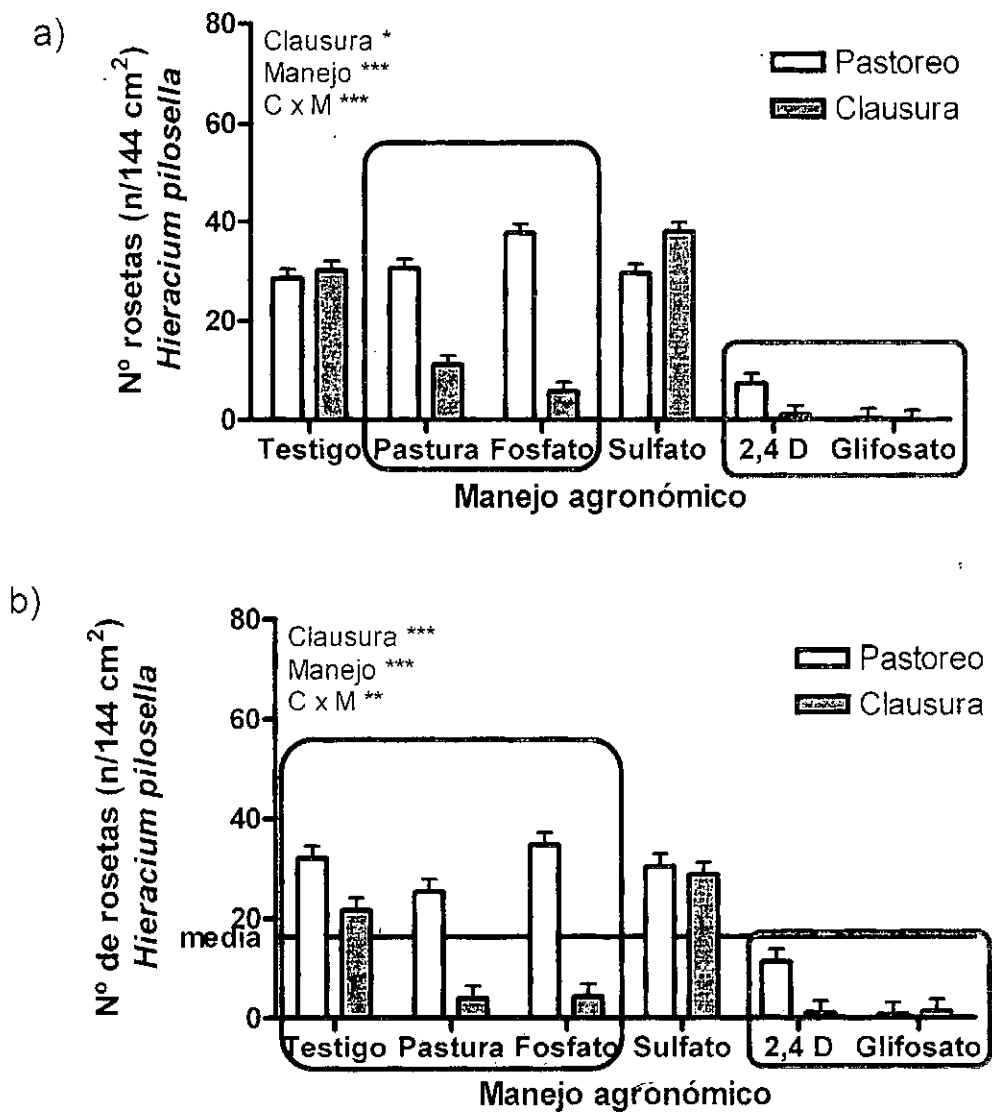 a)
Nº rosetas (n/144 cm²)
Hieracium pilosella
80
60
40
20
0
Clausura *
Manejo ***
C x M ***
Pastoreo
Clausura
Testigo Pastura Fosfato Sulfato 2,4 D Glifosato
Manejo agronómico
b)
Nº de rosetas (n/144 cm²)
Hieracium pilosella
80
60
40
20
media
0
Clausura ***
Manejo ***
C x M **
Pastoreo
Clausura
Testigo Pastura Fosfato Sulfato 2,4 D Glifosato
Manejo agronómico